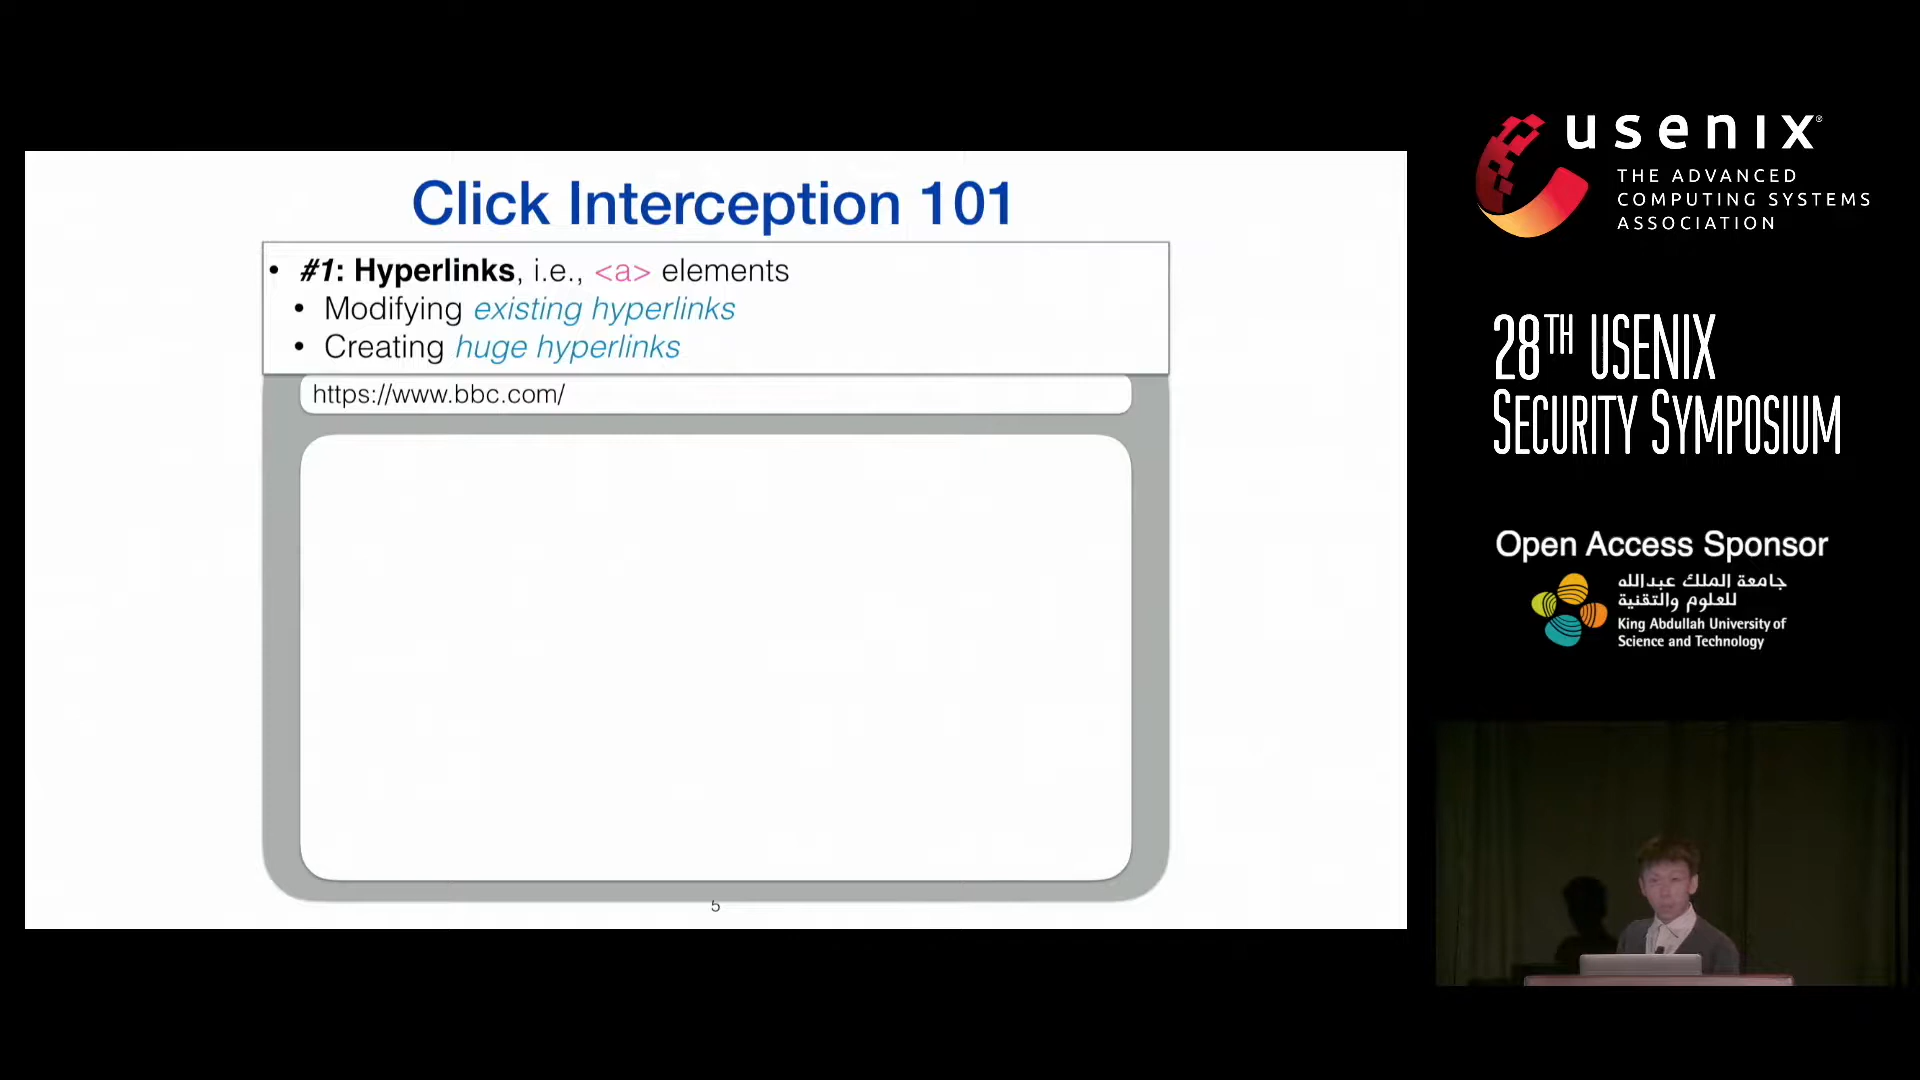 Click Interception 101
• #1: Hyperlinks, i.e., <a> elements
• Modifying existing hyperlinks
• Creating huge hyperlinks
https://www.bbc.com/
5
usenix®
THE ADVANCED
COMPUTING SYSTEMS
ASSOCIATION
28TH USENIX
SECURITY SYMPOSIUM
Open Access Sponsor
جامعة الملك عبدالله
للعلوم والتقنية
King Abdullah University of
Science and Technology